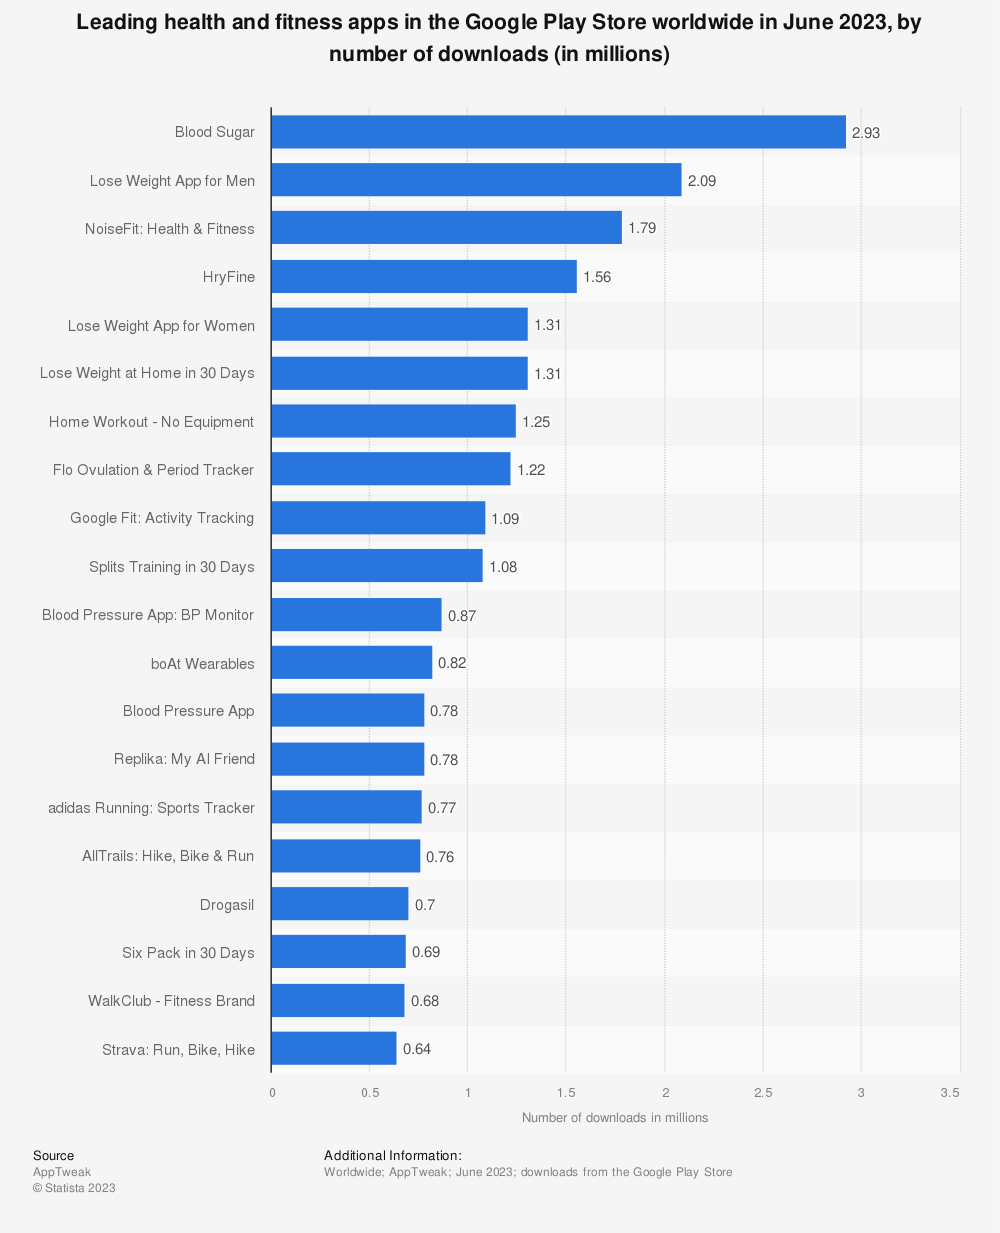 Leading health and fitness apps in the Google Play Store worldwide in June 2023, by
number of downloads (in millions)
Blood Sugar 2.93
Lose Weight App for Men 2.09
NoiseFit: Health & Fitness 1.79
HryFine 1.56
Lose Weight App for Women 1.31
Lose Weight at Home in 30 Days 1.31
Home Workout - No Equipment 1.25
Flo Ovulation & Period Tracker 1.22
Google Fit: Activity Tracking 1.09
Splits Training in 30 Days 1.08
Blood Pressure App: BP Monitor 0.87
boAt Wearables 0.82
Blood Pressure App 0.78
Replika: My AI Friend 0.78
adidas Running: Sports Tracker 0.77
AllTrails: Hike, Bike & Run 0.76
Drogasil 0.7
Six Pack in 30 Days 0.69
WalkClub - Fitness Brand 0.68
Strava: Run, Bike, Hike 0.64
0 0.5 1 1.5 2 2.5 3 3.5
Number of downloads in millions
Source
AppTweak
© Statista 2023
Additional Information:
Worldwide; AppTweak; June 2023; downloads from the Google Play Store